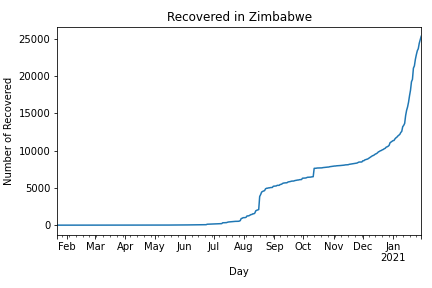 Recovered in Zimbabwe
Number of Recovered
25000
20000
15000
10000
5000
0
Feb Mar Apr May Jun Jul Aug Sep Oct Nov Dec Jan
2021
Day